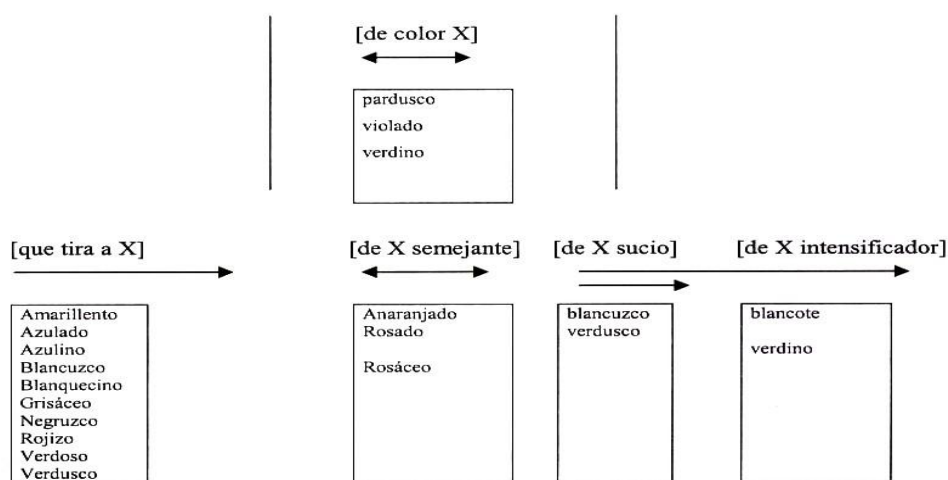 [de color X]
pardusco
violado
verdino
[que tira a X]
[de X semejante]
[de X sucio]
[de X intensificador]
Amarillento
Azulado
Azulino
Blancuzco
Blanquecino
Grisáceo
Negruzco
Rojizo
Verdoso
Verdusco
Anaranjado
Rosado
Rosáceo
blancuzco
verdusco
blancote
verdino